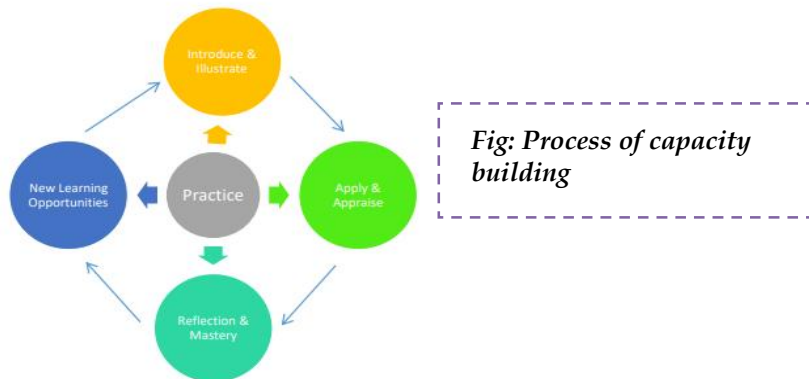 Introduce &
Illustrate
Fig: Process of capacity
building
New Learning
Opportunities
Practice
Apply &
Appraise
Reflection &
Mastery